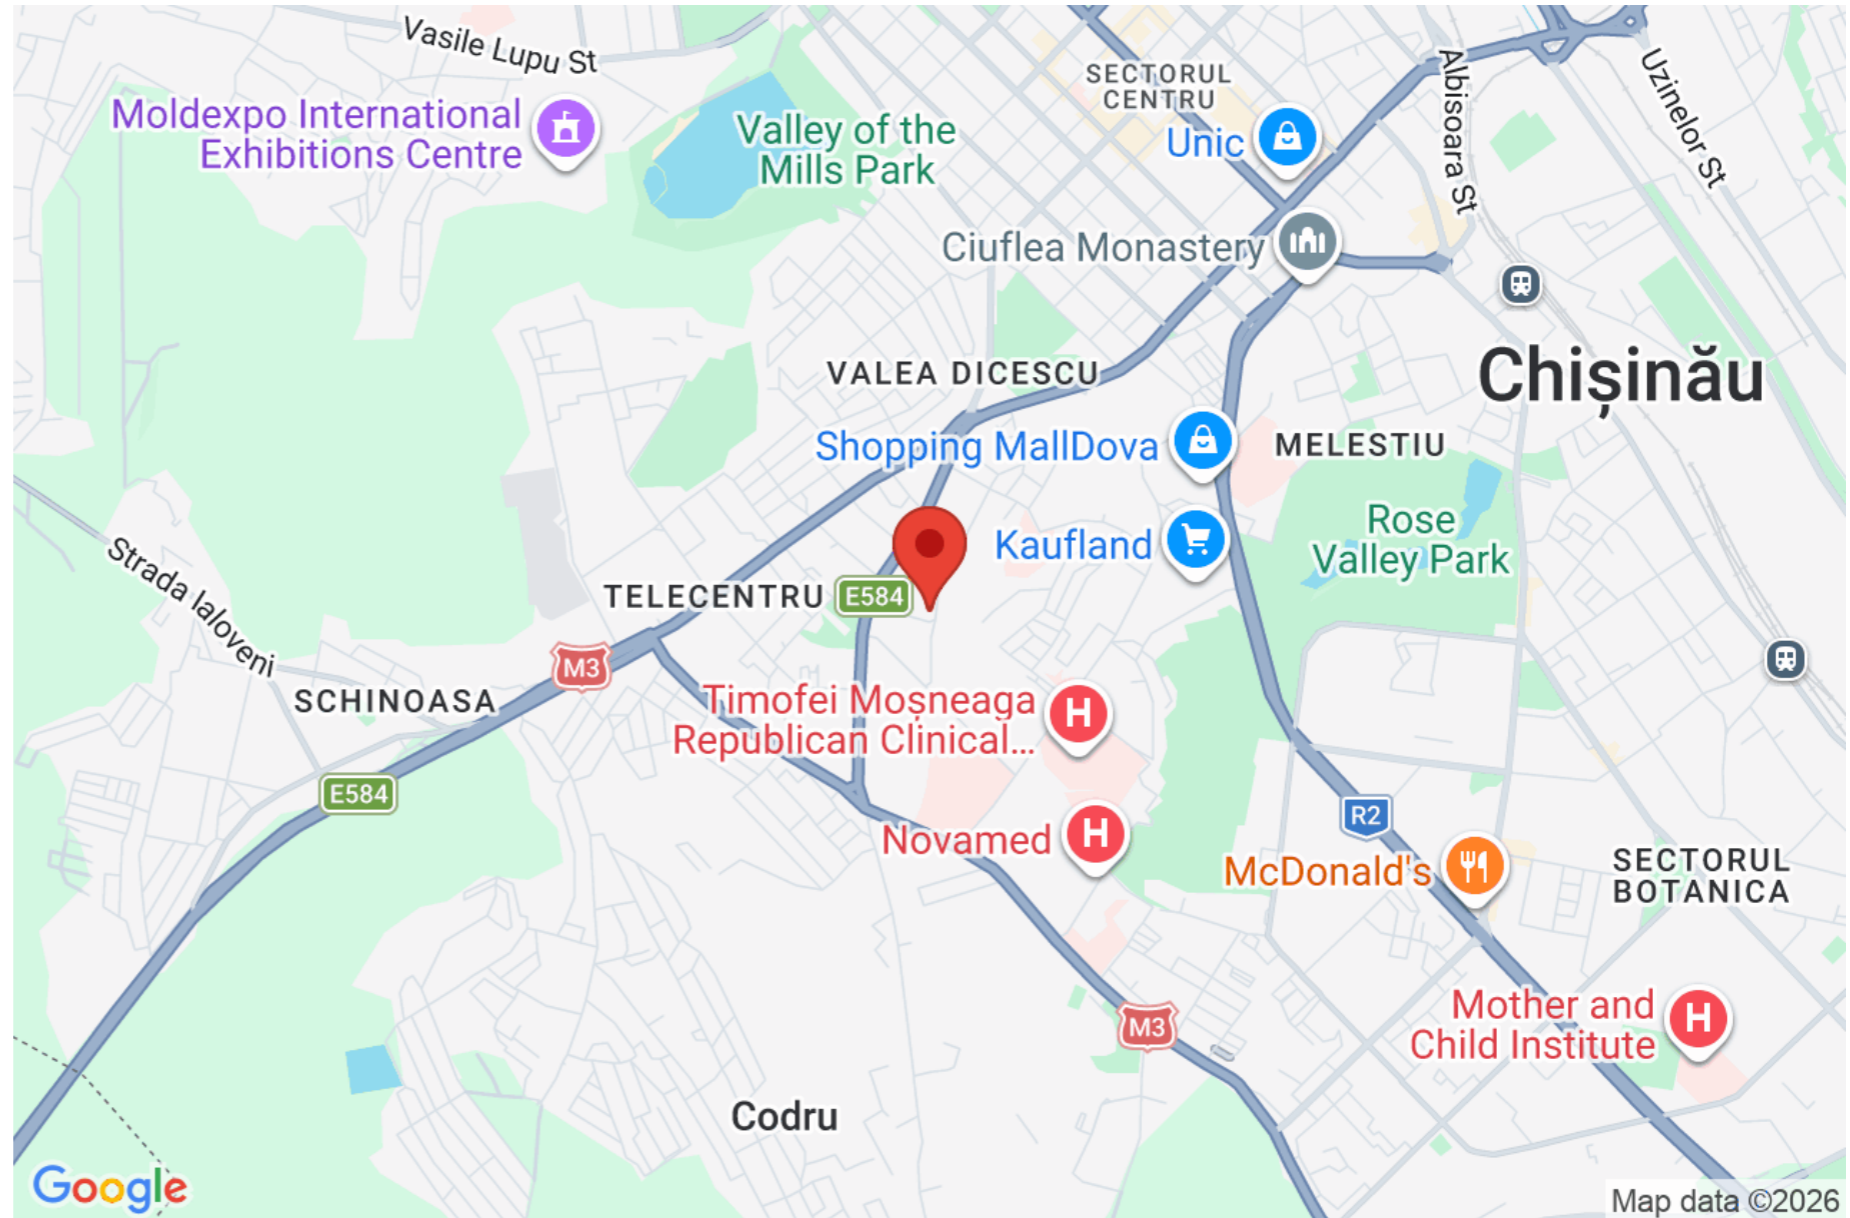 Vasile Lupu St
Moldexpo International
Exhibitions Centre
Valley of the
Mills Park
SECTORUL
CENTRU
Unic
Albisoara St
Uzinelor St
Ciuflea Monastery
Chișinău
VALEA DICESCU
Shopping MallDova
MELESTIU
Rose
Valley Park
Kaufland
Strada Ialoveni
TELECENTRU
E584
M3
SCHINOASA
Timofei Moșneaga
Republican Clinical...
E584
R2
Novamed
McDonald's
SECTORUL
BOTANICA
M3
Mother and
Child Institute
Codru
Google
Map data ©2026